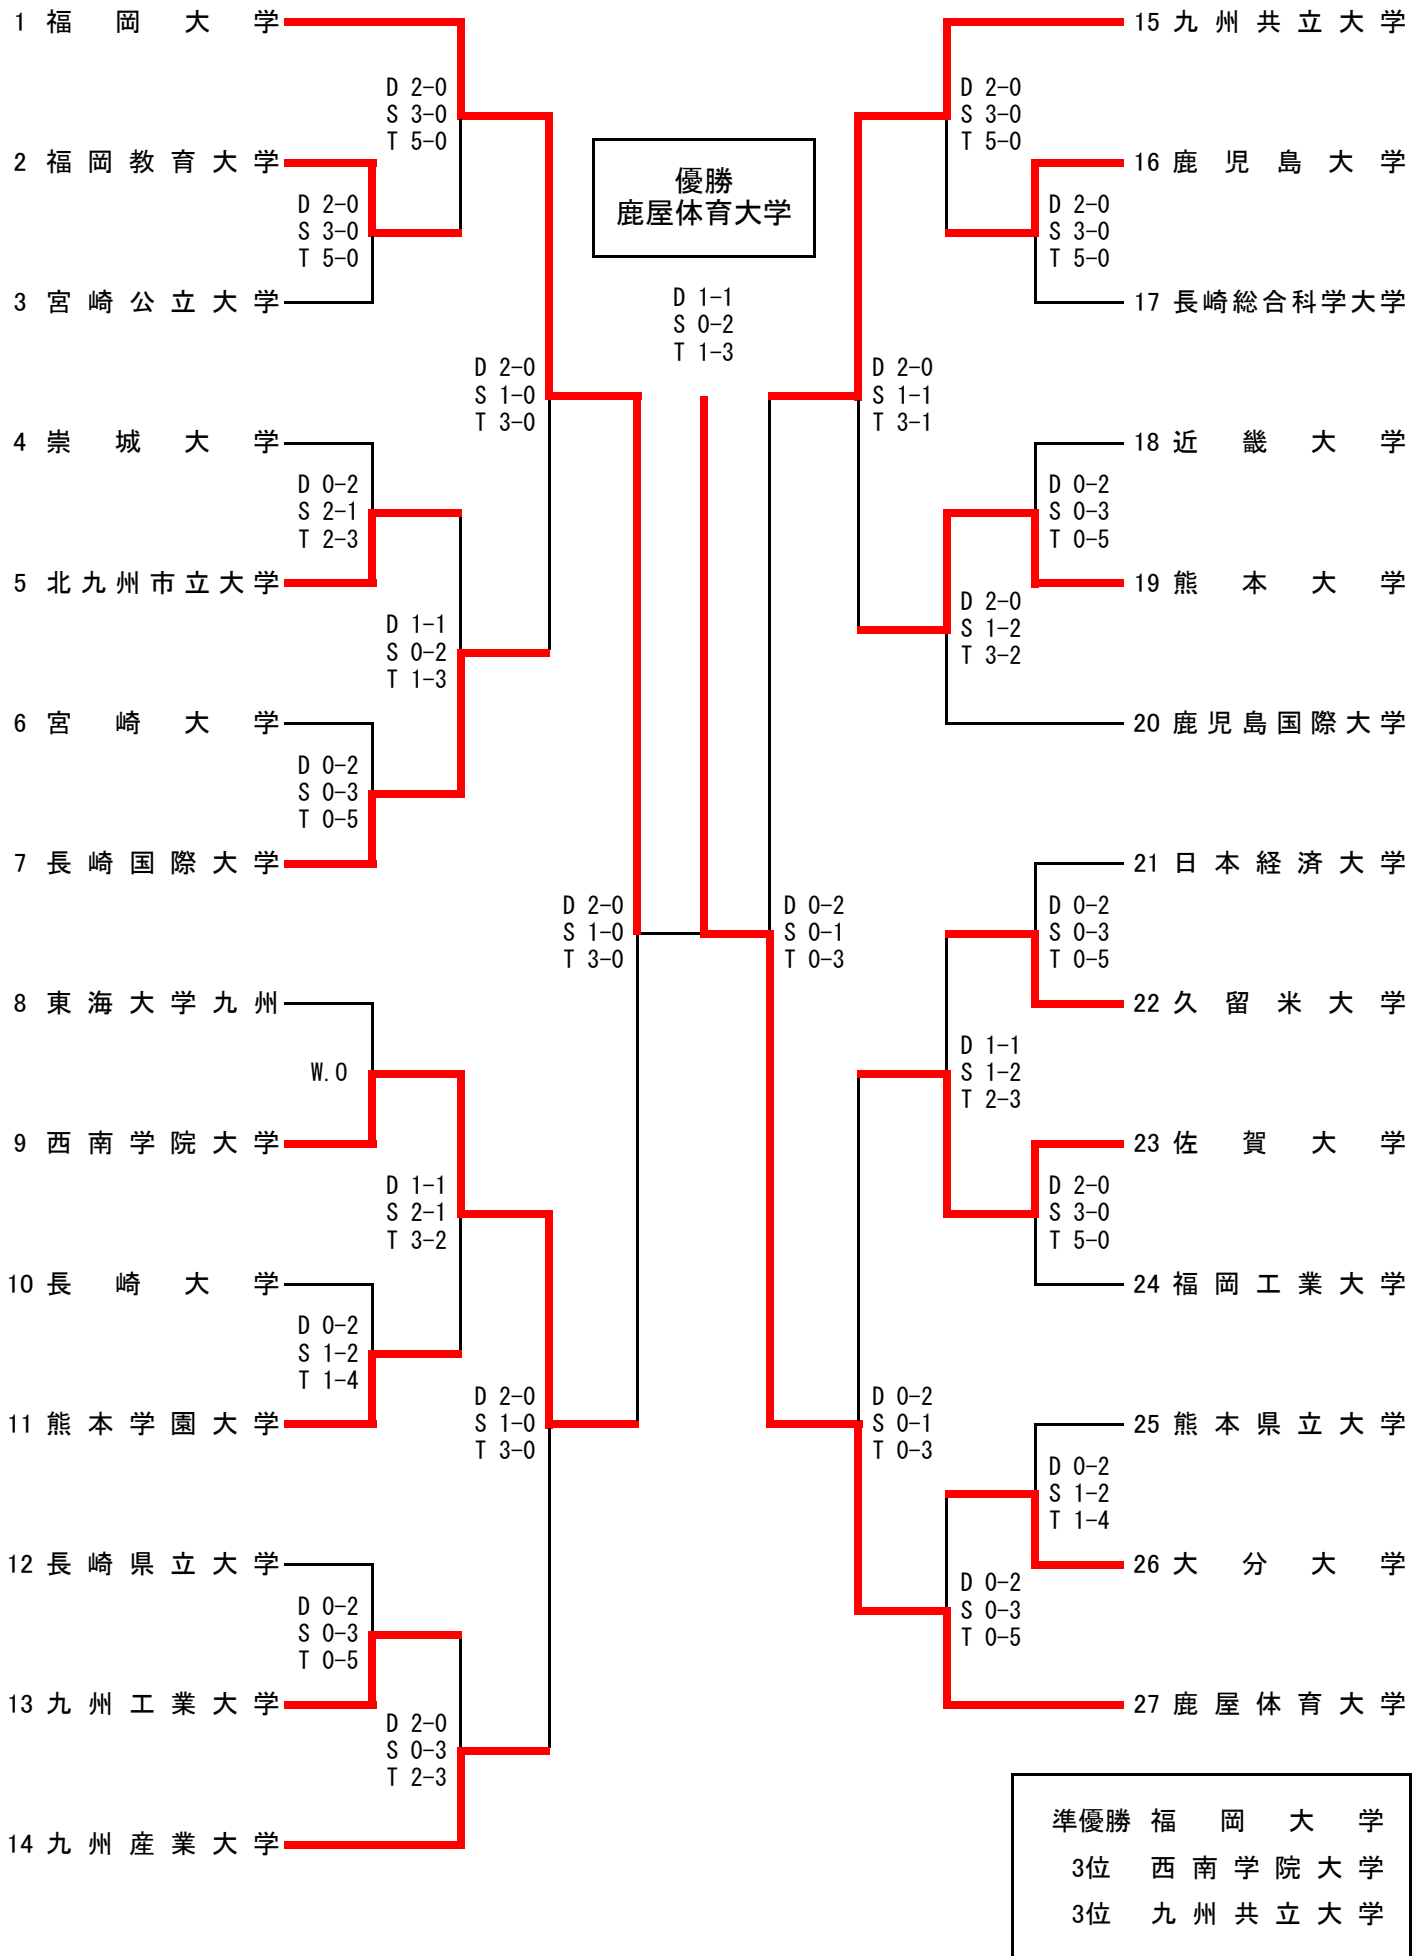 1 福岡大学
D 2-0
S 3-0
T 5-0
2 福岡教育大学
D 2-0
S 3-0
T 5-0
3 宮崎公立大学
D 2-0
S 1-0
T 3-0
4 崇城大学
D 0-2
S 2-1
T 2-3
5 北九州市立大学
D 1-1
S 0-2
T 1-3
6 宮崎大学
D 0-2
S 0-3
T 0-5
7 長崎国際大学
D 2-0
S 1-0
T 3-0
8 東海大学九州
W.O
9 西南学院大学
D 1-1
S 2-1
T 3-2
10 長崎大学
D 0-2
S 1-2
T 1-4
11 熊本学園大学
D 2-0
S 1-0
T 3-0
12 長崎県立大学
D 0-2
S 0-3
T 0-5
13 九州工業大学
D 2-0
S 0-3
T 2-3
14 九州産業大学
優勝
鹿屋体育大学
D 1-1
S 0-2
T 1-3
15 九州共立大学
D 2-0
S 3-0
T 5-0
16 鹿児島大学
D 2-0
S 3-0
T 5-0
17 長崎総合科学大学
D 2-0
S 1-1
T 3-1
18 近畿大学
D 0-2
S 0-3
T 0-5
19 熊本大学
D 2-0
S 1-2
T 3-2
20 鹿児島国際大学
21 日本経済大学
D 0-2
S 0-1
T 0-3
D 0-2
S 0-3
T 0-5
22 久留米大学
D 1-1
S 1-2
T 2-3
23 佐賀大学
D 2-0
S 3-0
T 5-0
24 福岡工業大学
D 0-2
S 0-1
T 0-3
25 熊本県立大学
D 0-2
S 1-2
T 1-4
26 大分大学
D 0-2
S 0-3
T 0-5
27 鹿屋体育大学
準優勝 福岡大学
3位 西南学院大学
3位 九州共立大学